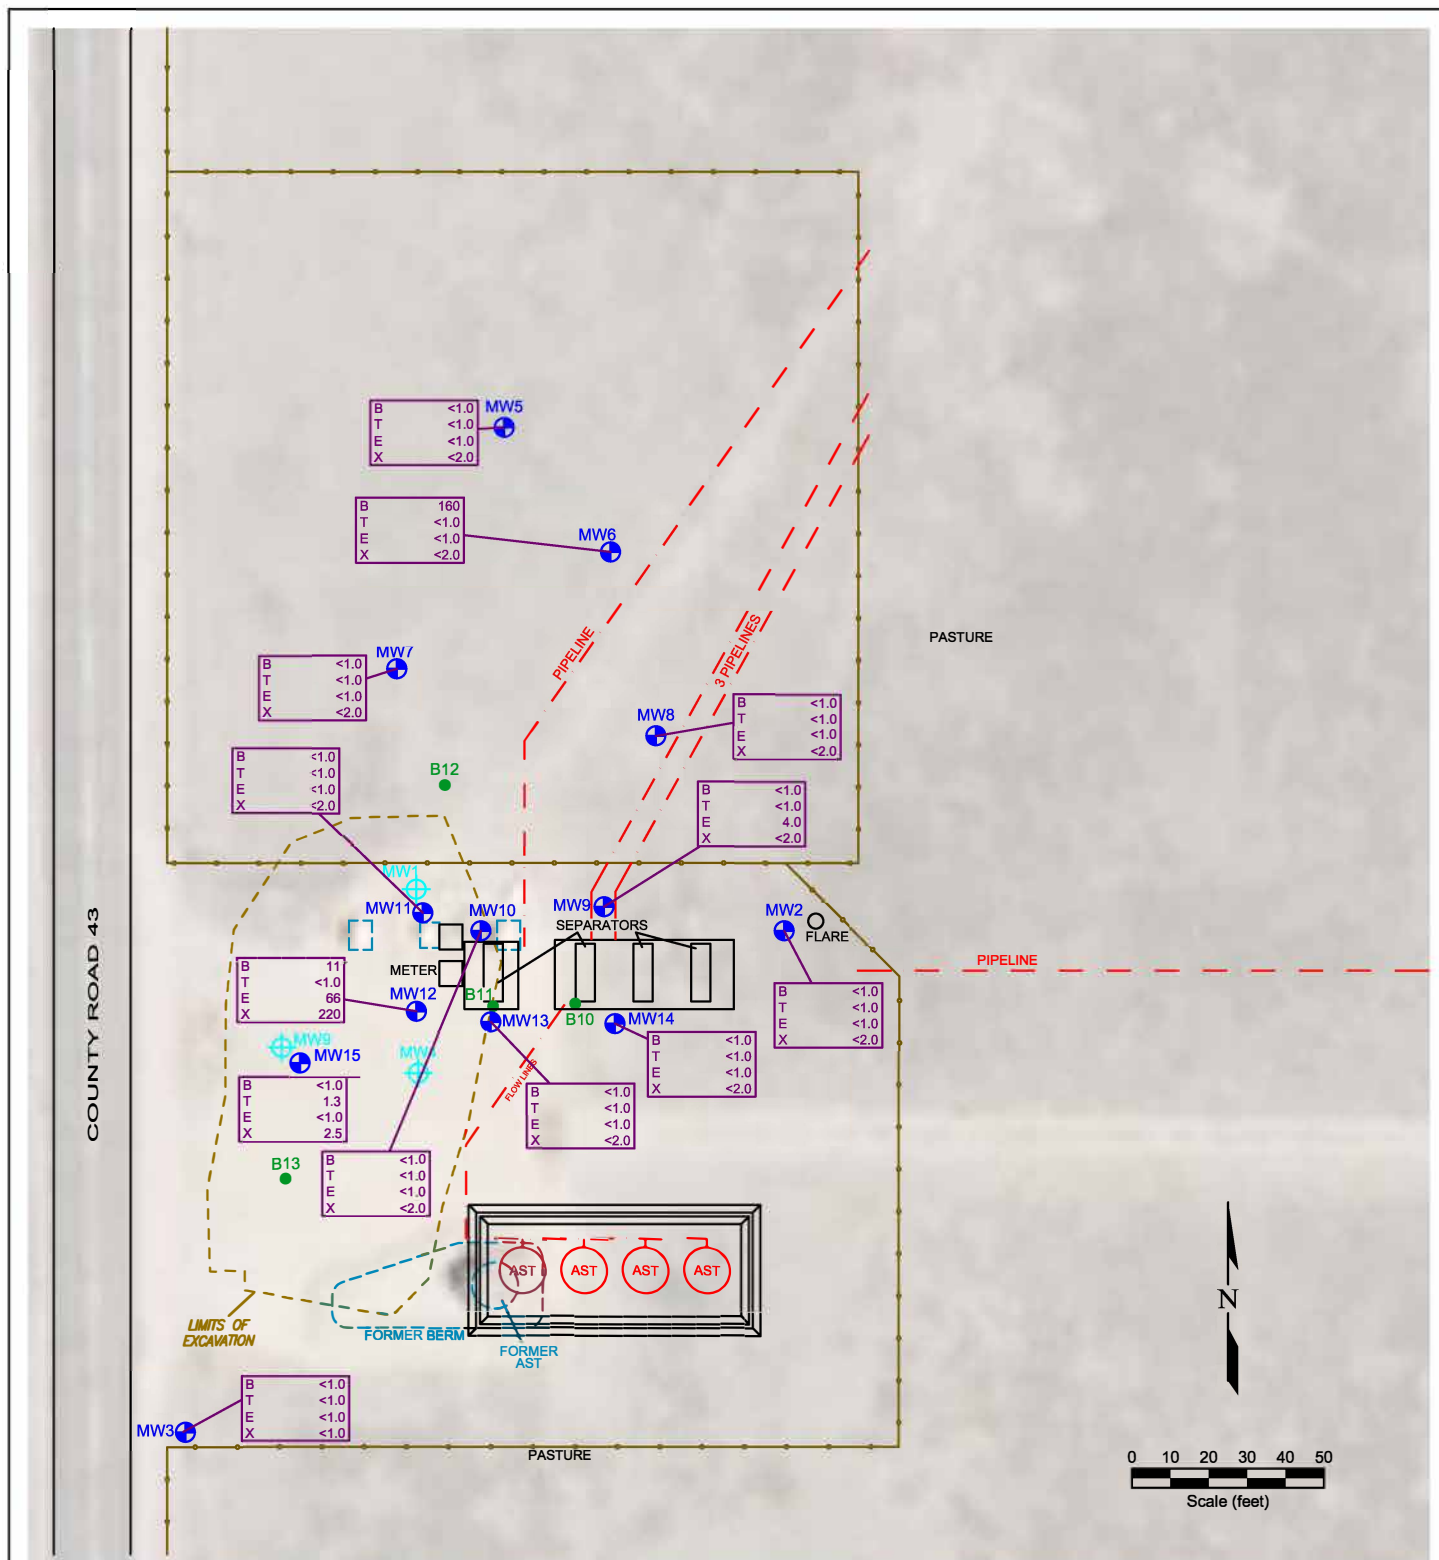 B <1.0
T <1.0
E <1.0
X <2.0
MW5
B 160
T <1.0
E <1.0
X <2.0
MW6
PIPELINE
3 PIPELINES
PASTURE
B <1.0
T <1.0
E <1.0
X <2.0
MW7
MW8
B <1.0
T <1.0
E <1.0
X <2.0
B <1.0
T <1.0
E <1.0
X <2.0
B12
B <1.0
T <1.0
E 4.0
X <2.0
MW1
MW11
MW10
MW9
SEPARATORS
MW2
FLARE
METER
PIPELINE
B 11
T <1.0
E 66
X 220
MW12
B11
MW13
B10
MW14
B <1.0
T <1.0
E <1.0
X <2.0
COUNTY ROAD 43
MW9
MW15
B <1.0
T <1.0
E <1.0
X <2.0
FLOW LINES
B <1.0
T 1.3
E <1.0
X 2.5
B <1.0
T <1.0
E <1.0
X <2.0
B13
B <1.0
T <1.0
E <1.0
X <2.0
AST
AST
AST
AST
LIMITS OF
EXCAVATION
FORMER BERM
FORMER
AST
N
B <1.0
T <1.0
E <1.0
X <1.0
MW3
PASTURE
0 10 20 30 40 50
Scale (feet)